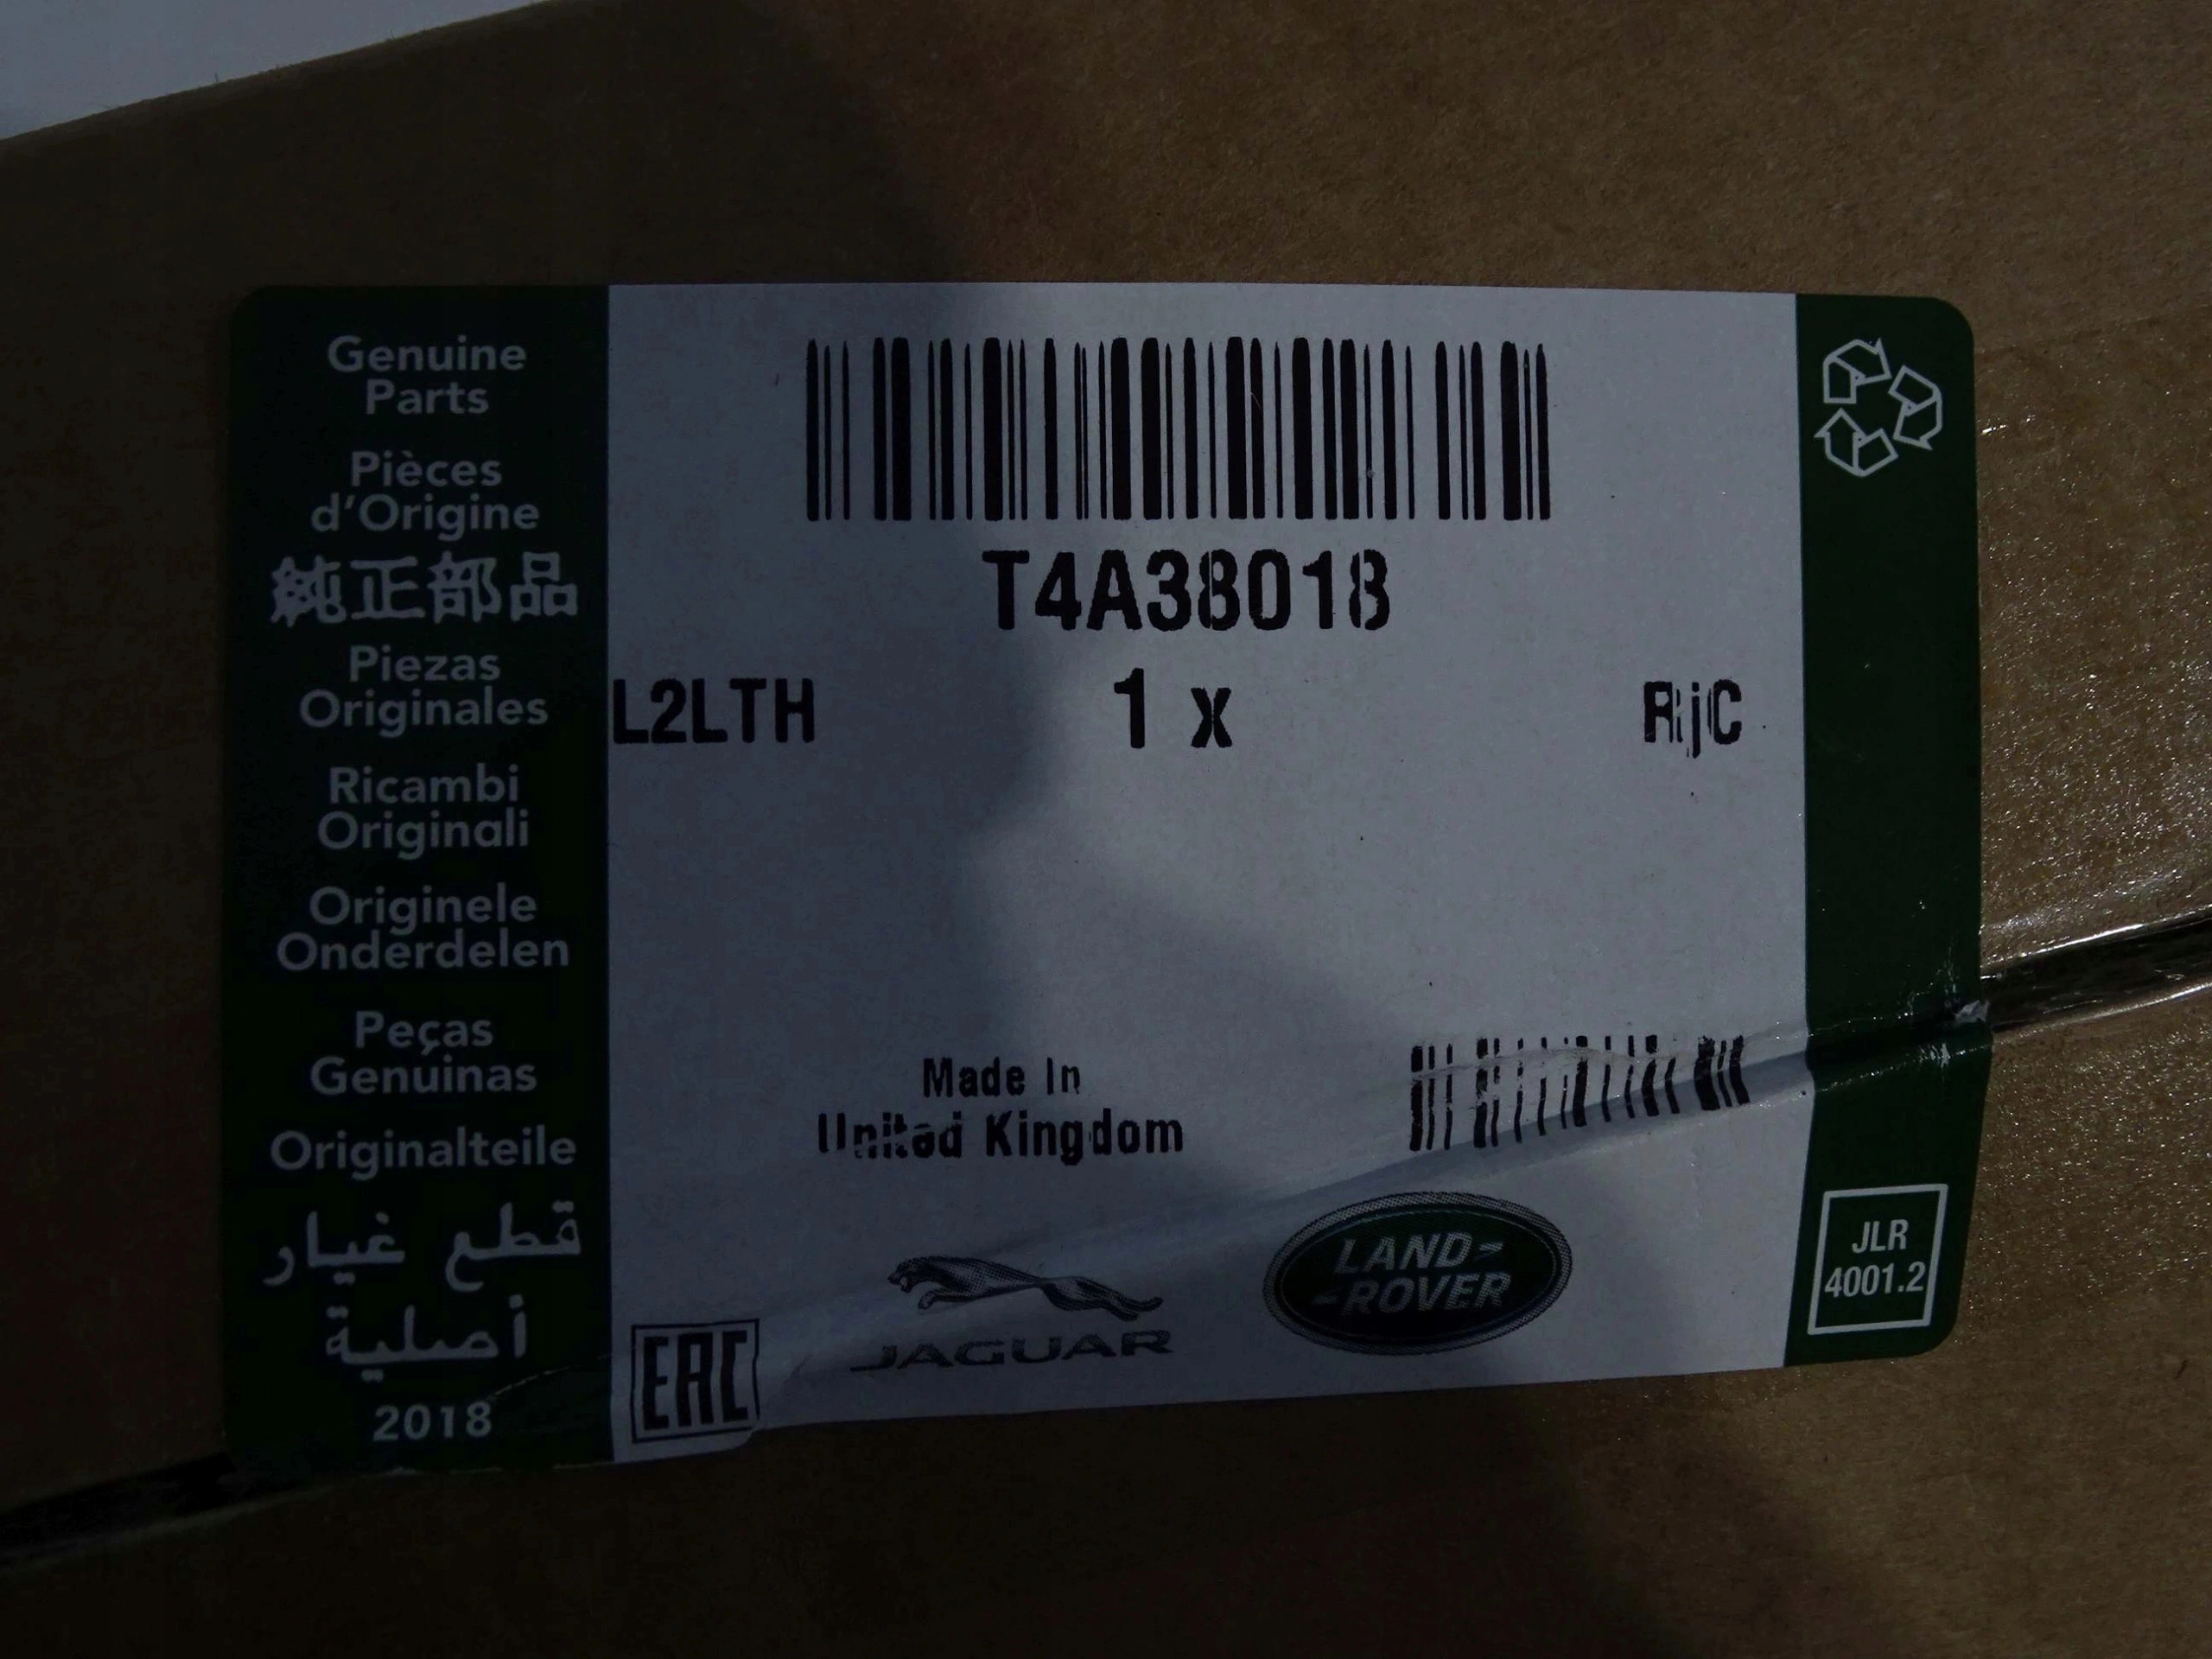 Genuine
Parts
Pièces
d'Origine
純正部品
Piezas
Originales
Ricambi
Originali
Originele
Onderdelen
Peças
Genuinas
Originalteile
قطع غيار
أصلية
2018
T4A38018
L2LTH 1 x
Made In
United Kingdom
EAC
JAGUAR
LAND-
-ROVER
JLR
4001.2